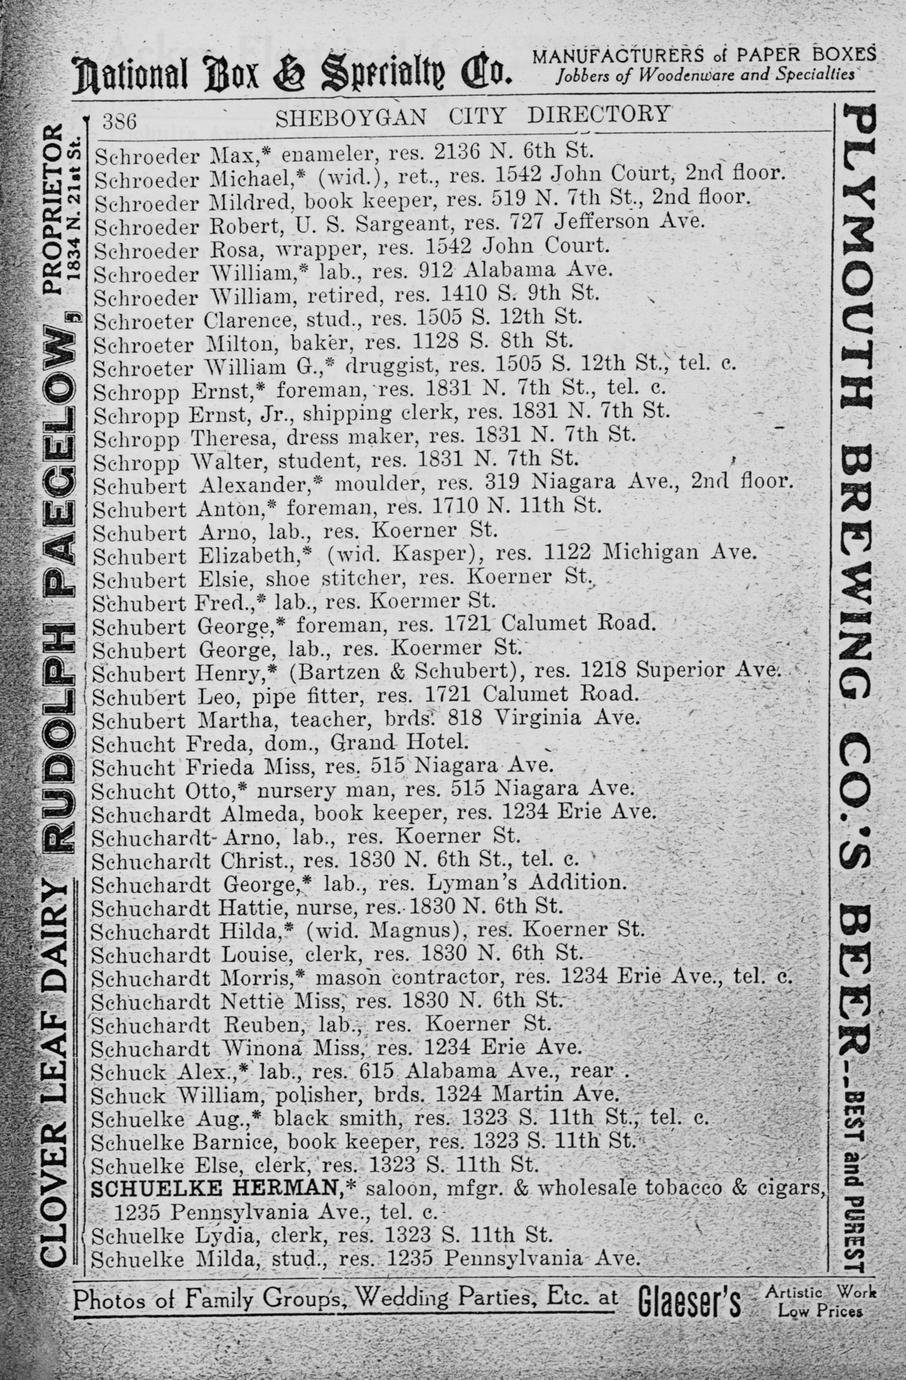 National Box & Specialty Co.
MANUFACTURERS of PAPER BOXES
Jobbers of Woodenware and Specialties
386
SHEBOYGAN CITY DIRECTORY
Schroeder Max,* enameler, res. 2136 N. 6th St.
Schroeder Michael,* (wid.), ret., res. 1542 John Court, 2nd floor.
Schroeder Mildred, book keeper, res. 519 N. 7th St., 2nd floor.
Schroeder Robert, U. S. Sargeant, res. 727 Jefferson Ave.
Schroeder Rosa, wrapper, res. 1542 John Court.
Schroeder William,* lab., res. 912 Alabama Ave.
Schroeder William, retired, res. 1410 S. 9th St.
Schroeter Clarence, stud., res. 1505 S. 12th St.
Schroeter Milton, baker, res. 1128 S. 8th St.
Schroeter William G.,* druggist, res. 1505 S. 12th St., tel. c.
Schropp Ernst,* foreman, res. 1831 N. 7th St., tel. c.
Schropp Ernst, Jr., shipping clerk, res. 1831 N. 7th St.
Schropp Theresa, dress maker, res. 1831 N. 7th St.
Schropp Walter, student, res. 1831 N. 7th St.
Schubert Alexander,* moulder, res. 319 Niagara Ave., 2nd floor.
Schubert Anton,* foreman, res. 1710 N. 11th St.
Schubert Arno, lab., res. Koerner St.
Schubert Elizabeth,* (wid. Kasper), res. 1122 Michigan Ave.
Schubert Elsie, shoe stitcher, res. Koerner St.
Schubert Fred.,* lab., res. Koermer St.
Schubert George,* foreman, res. 1721 Calumet Road.
Schubert George, lab., res. Koermer St.
Schubert Henry,* (Bartzen & Schubert), res. 1218 Superior Ave.
Schubert Leo, pipe fitter, res. 1721 Calumet Road.
Schubert Martha, teacher, brds. 818 Virginia Ave.
Schucht Freda, dom., Grand Hotel.
Schucht Frieda Miss, res. 515 Niagara Ave.
Schucht Otto,* nursery man, res. 515 Niagara Ave.
Schuchardt Almeda, book keeper, res. 1234 Erie Ave.
Schuchardt Arno, lab., res. Koerner St.
Schuchardt Christ., res. 1830 N. 6th St., tel. c.
Schuchardt George,* lab., res. Lyman's Addition.
Schuchardt Hattie, nurse, res. 1830 N. 6th St.
Schuchardt Hilda,* (wid. Magnus), res. Koerner St.
Schuchardt Louise, clerk, res. 1830 N. 6th St.
Schuchardt Morris,* mason contractor, res. 1234 Erie Ave., tel. c.
Schuchardt Nettie Miss, res. 1830 N. 6th St.
Schuchardt Reuben, lab., res. Koerner St.
Schuchardt Winona Miss, res. 1234 Erie Ave.
Schuck Alex.,* lab., res. 615 Alabama Ave., rear .
Schuck William, polisher, brds. 1324 Martin Ave.
Schuelke Aug.,* black smith, res. 1323 S. 11th St., tel. c.
Schuelke Barnice, book keeper, res. 1323 S. 11th St.
Schuelke Else, clerk, res. 1323 S. 11th St.
SCHUELKE HERMAN,* saloon, mfgr. & wholesale tobacco & cigars,
1235 Pennsylvania Ave., tel. c.
Schuelke Lydia, clerk, res. 1323 S. 11th St.
Schuelke Milda, stud., res. 1235 Pennsylvania Ave.
CLOVER LEAF DAIRY RUDOLPH PAEGELOW, PROPRIETOR
1834 N. 21st St.
PLYMOUTH BREWING CO.'S BEER--BEST and PUREST
Photos of Family Groups, Wedding Parties, Etc. at Glaeser's
Artistic Work
Low Prices